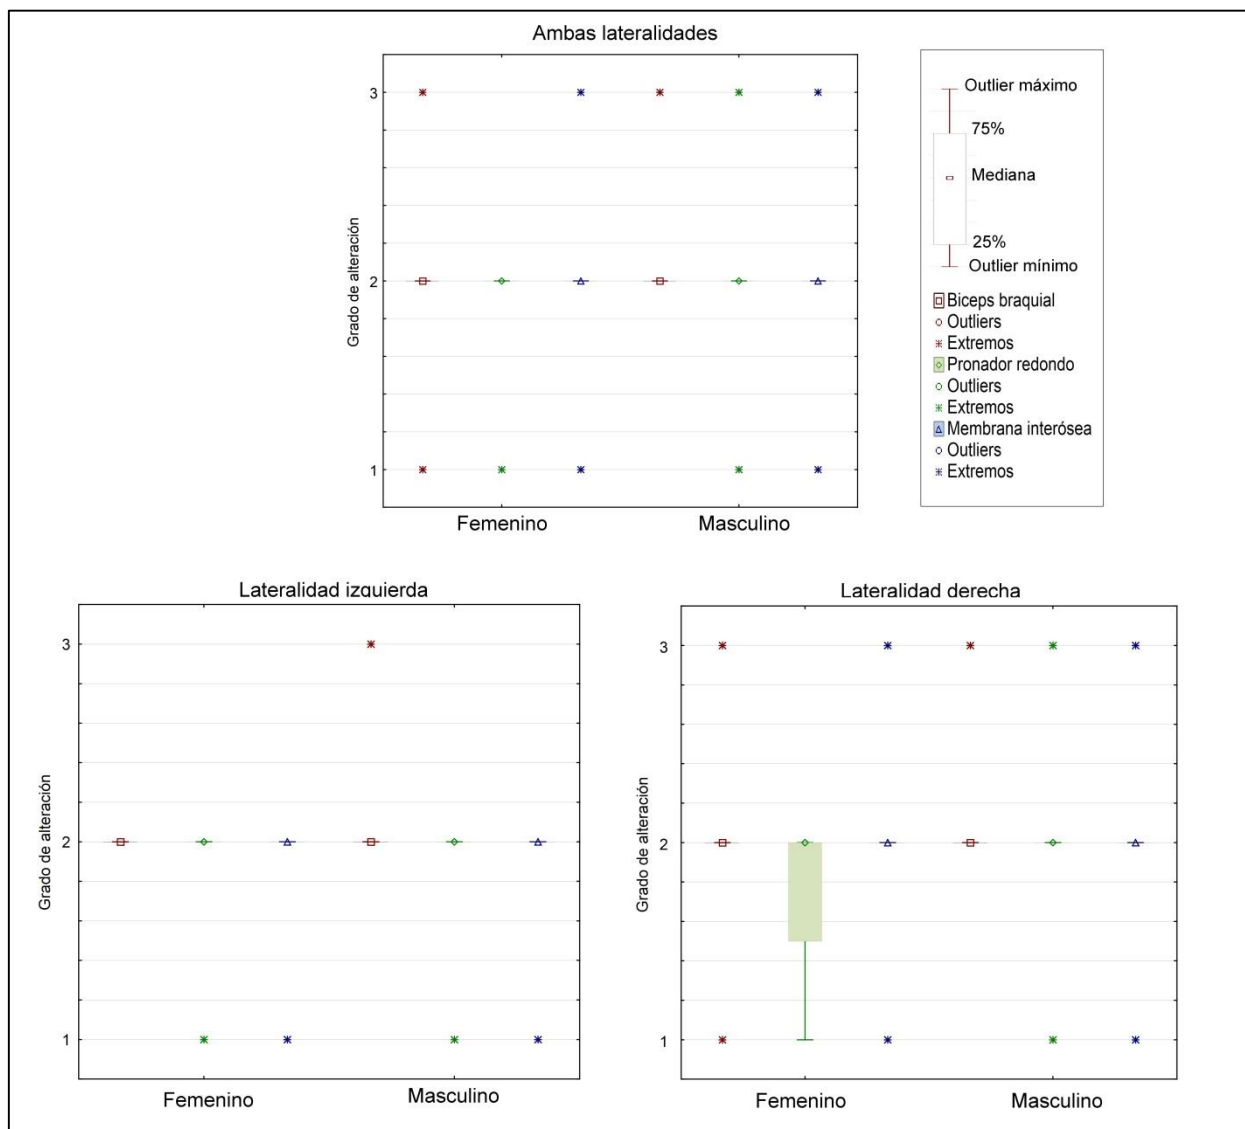 Ambas lateralidades
Grado de alteración
3
2
1
Femenino
Masculino
Outlier máximo
75%
Mediana
25%
Outlier mínimo
Biceps braquial
Outliers
Extremos
Pronador redondo
Outliers
Extremos
Membrana interósea
Outliers
Extremos
Lateralidad izquierda
Grado de alteración
3
2
1
Femenino
Masculino
Lateralidad derecha
Grado de alteración
3
2
1
Femenino
Masculino